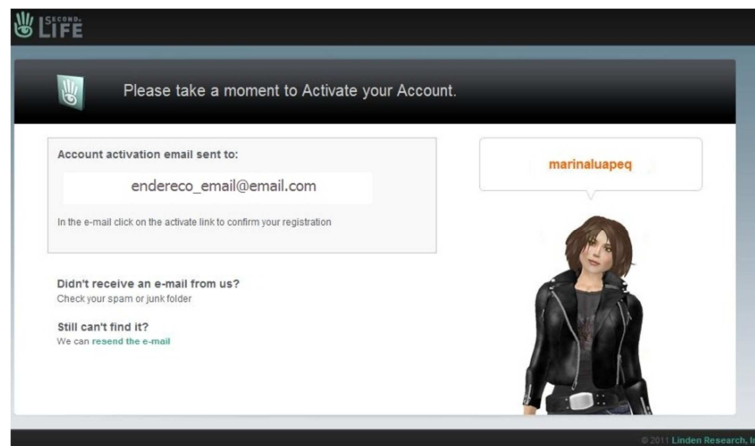 SECOND
LIFE
Please take a moment to Activate your Account.
Account activation email sent to:
endereco_email@email.com
In the e-mail click on the activate link to confirm your registration
marinaluapeq
Didn't receive an e-mail from us?
Check your spam or junk folder
Still can't find it?
We can resend the e-mail
© 2011 Linden Research,